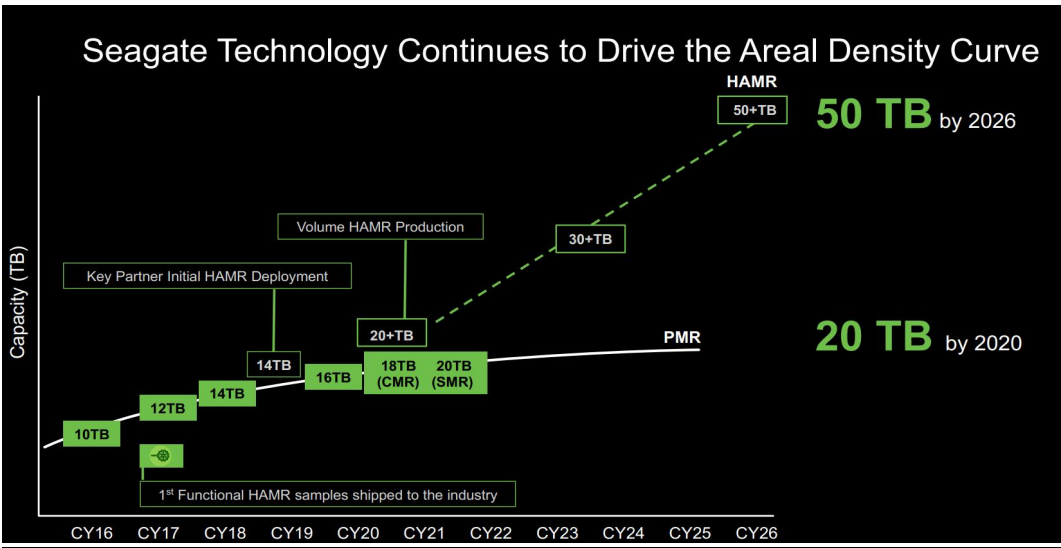 Seagate Technology Continues to Drive the Areal Density Curve
HAMR
50+TB
50 TB by 2026
Volume HAMR Production
30+TB
Key Partner Initial HAMR Deployment
Capacity (TB)
20+TB
PMR
20 TB by 2020
14TB
16TB
18TB 20TB
(CMR) (SMR)
14TB
12TB
10TB
1st Functional HAMR samples shipped to the industry
CY16 CY17 CY18 CY19 CY20 CY21 CY22 CY23 CY24 CY25 CY26